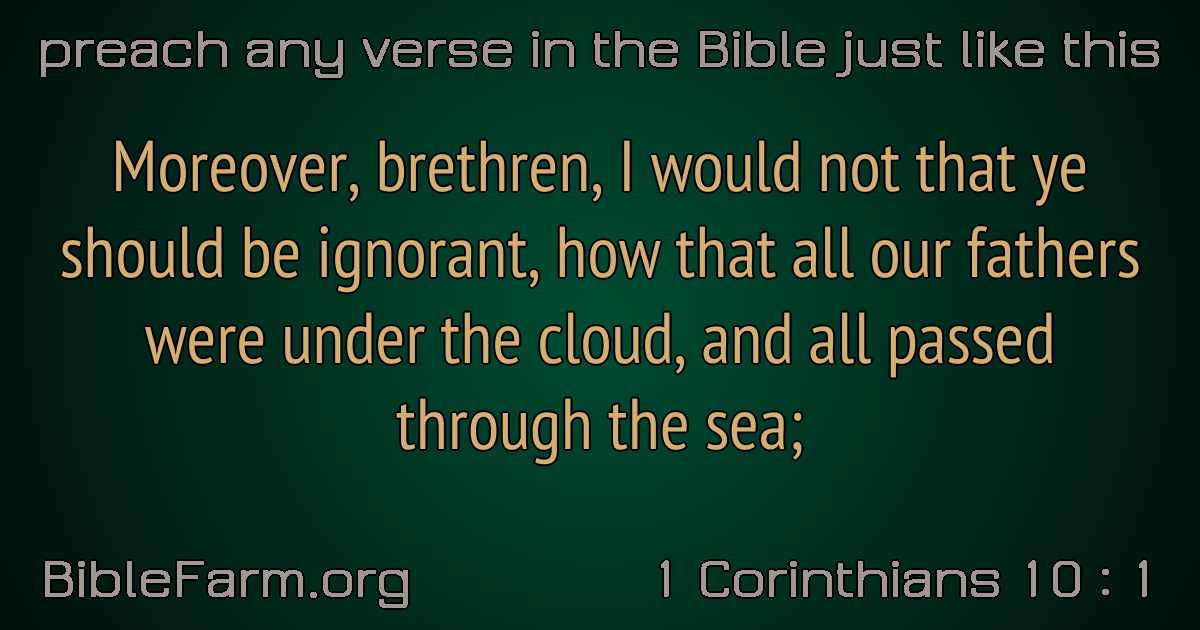 preach any verse in the Bible just like this
Moreover, brethren, I would not that ye
should be ignorant, how that all our fathers
were under the cloud, and all passed
through the sea;
BibleFarm.org
1 Corinthians 10 : 1